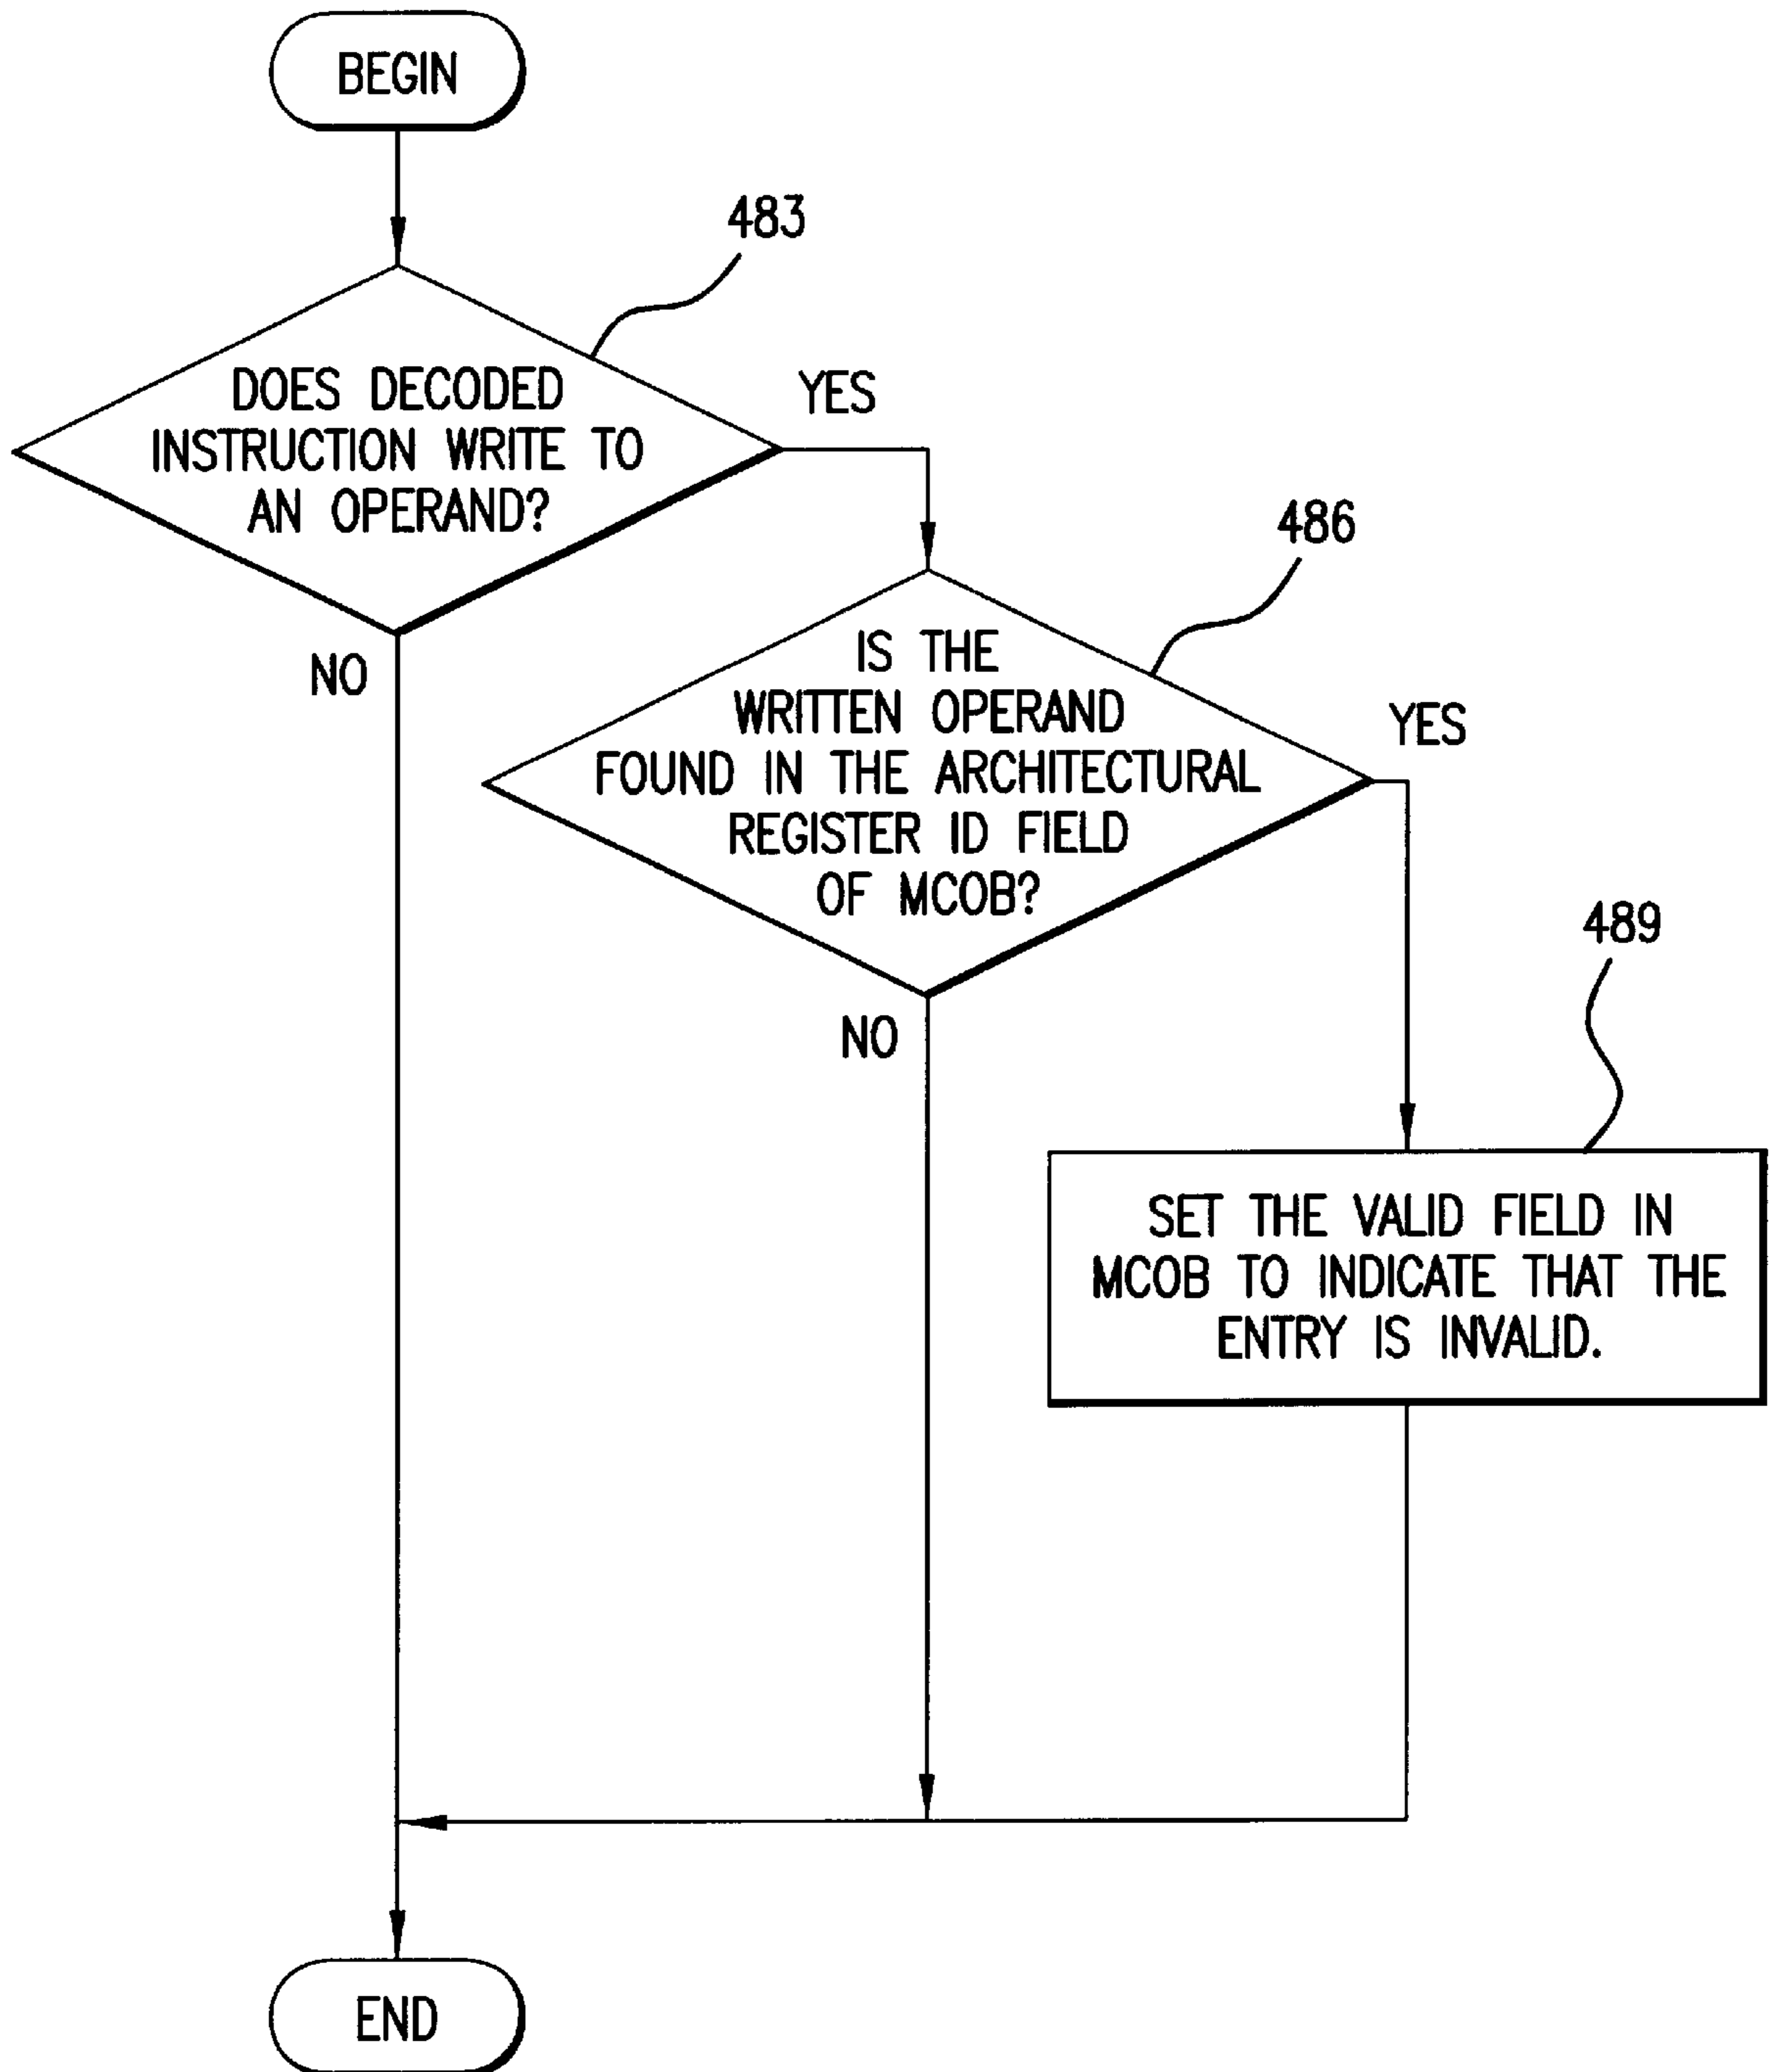 BEGIN
483
DOES DECODED
INSTRUCTION WRITE TO
AN OPERAND?
YES
NO
486
IS THE
WRITTEN OPERAND
FOUND IN THE ARCHITECTURAL
REGISTER ID FIELD
OF MCOB?
YES
NO
489
SET THE VALID FIELD IN
MCOB TO INDICATE THAT THE
ENTRY IS INVALID.
END